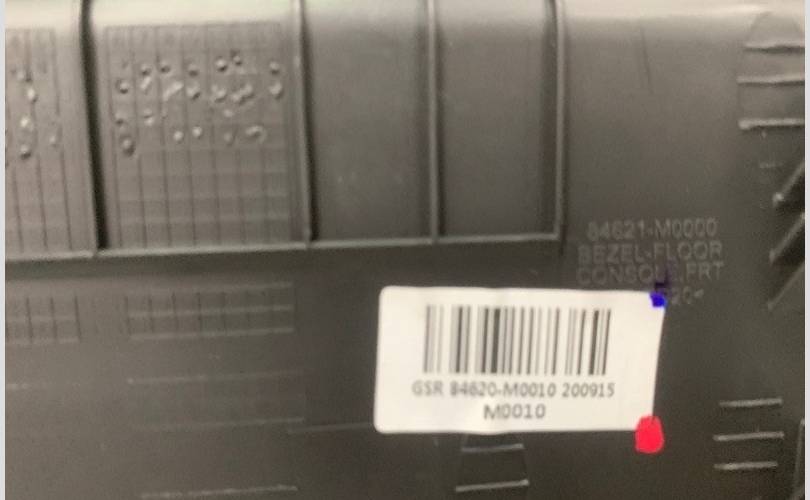 84621-M0000
BEZEL-FLOOR
CONSOLE,FRT
GSR 84620-M0010 200915
M0010